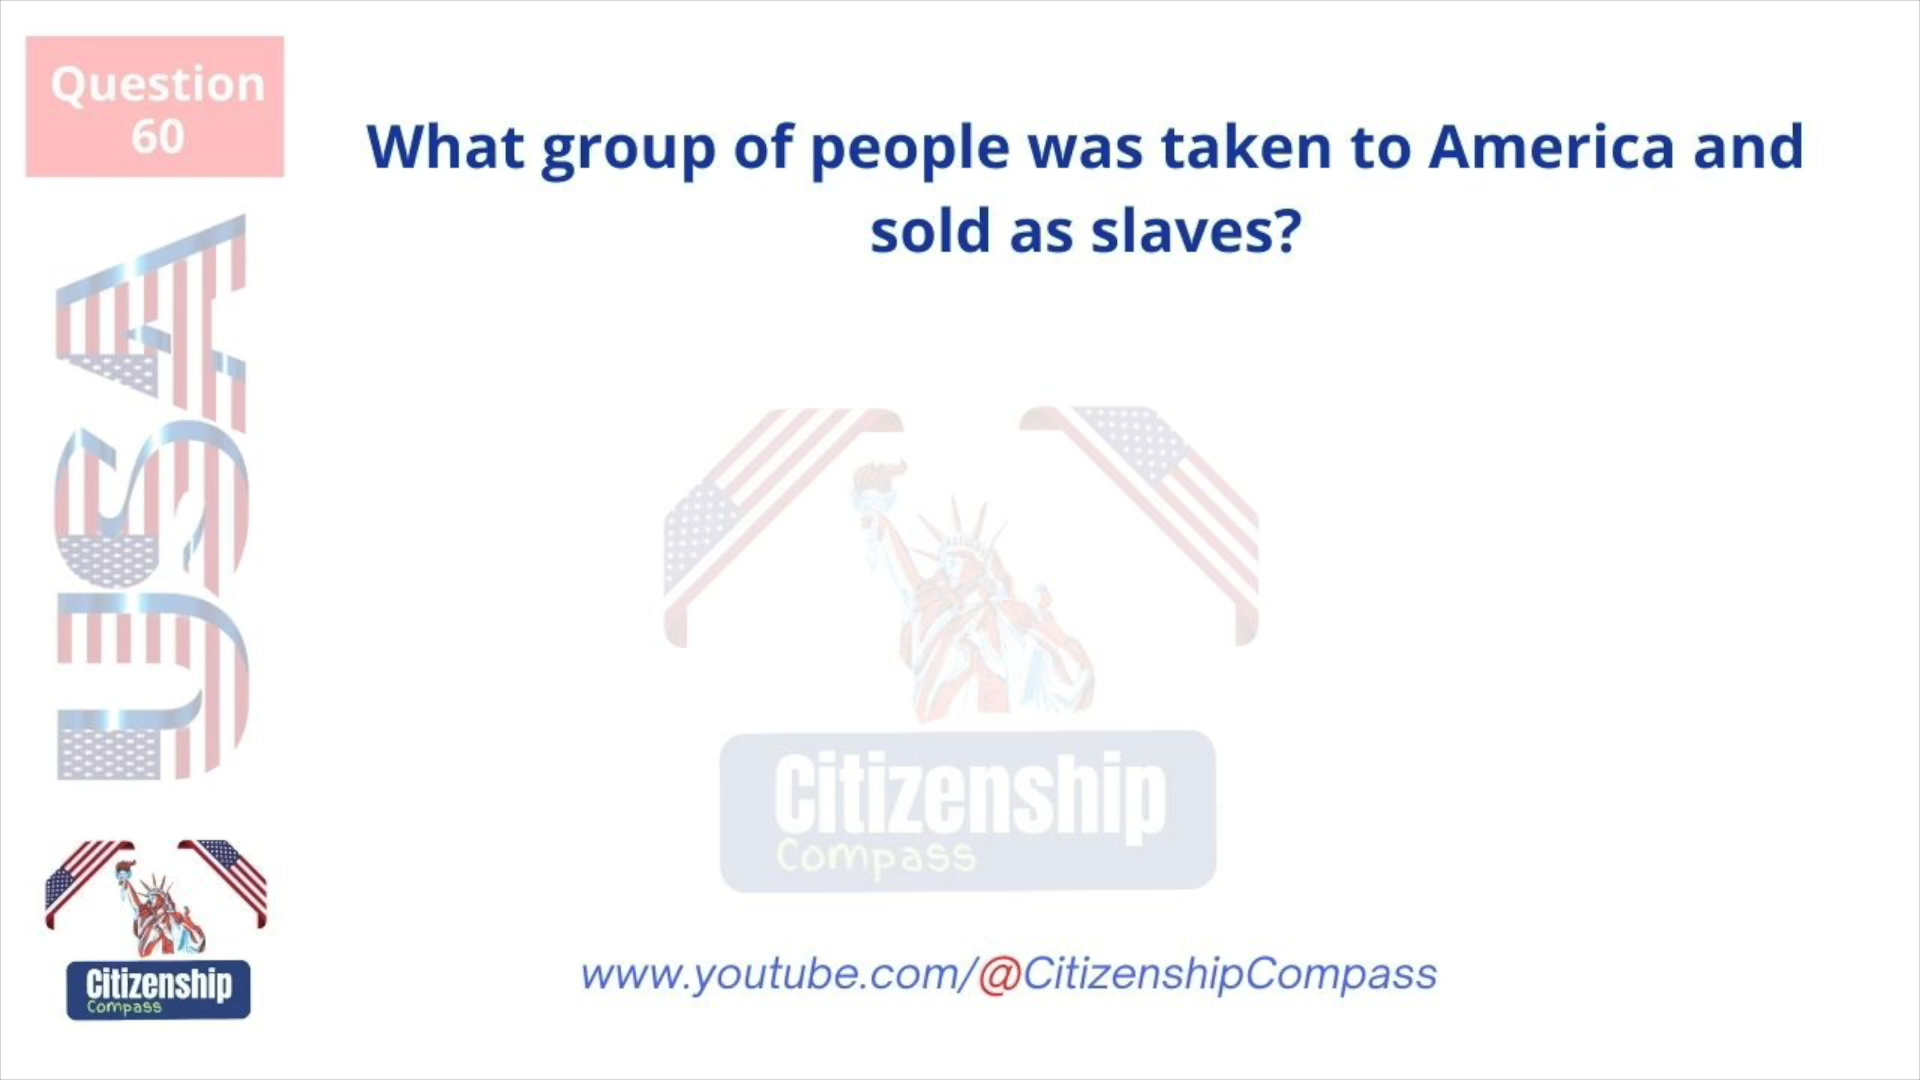 Question
60
What group of people was taken to America and
sold as slaves?
USA
Citizenship
Compass
Citizenship
Compass
www.youtube.com/@CitizenshipCompass